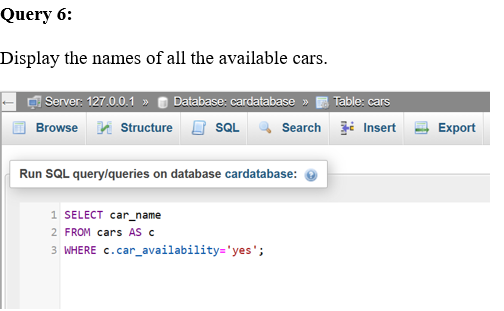 Query 6:
Display the names of all the available cars.
Server: 127.0.0.1 » Database: cardatabase » Table: cars
Browse Structure SQL Search Insert Export
Run SQL query/queries on database cardatabase:
1 SELECT car_name
2 FROM cars AS c
3 WHERE c.car_availability='yes';